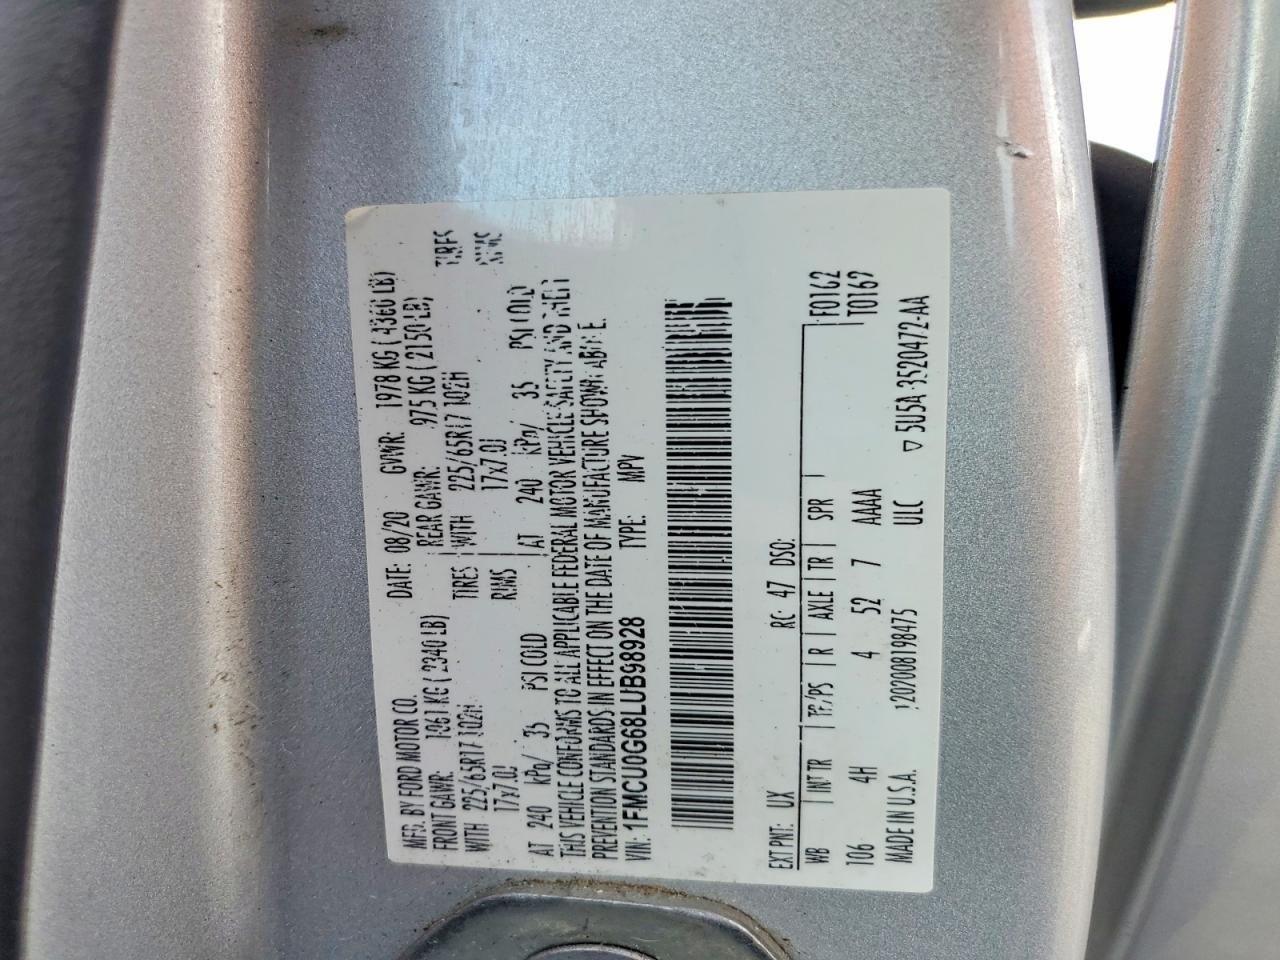 MFD. BY FORD MOTOR CO.
DATE: 08/20 GVWR: 1978 KG ( 4360 LB)
FRONT GAWR: 1061 KG ( 2340 LB) REAR GAWR: 975 KG ( 2150 LB)
WITH 225/65R17 102H TIRES WITH 225/65R17 102H TIRES
17x7.0J RIMS 17x7.0J RIMS
AT 240 kPa/ 35 PSI COLD AT 240 kPa/ 35 PSI COLD
THIS VEHICLE CONFORMS TO ALL APPLICABLE FEDERAL MOTOR VEHICLE SAFETY AND THEFT
PREVENTION STANDARDS IN EFFECT ON THE DATE OF MANUFACTURE SHOWN ABOVE.
VIN: 1FMCU0G68LUB98928 TYPE: MPV
EXT PNT: UX RC: 47 DSO:
WB INT TR TP/PS R AXLE TR SPR F0162
106 4H 4 52 7 AAAA T0169
MADE IN U.S.A. 120200819847​5 ULC ▽ 5U5A 3520472-AA